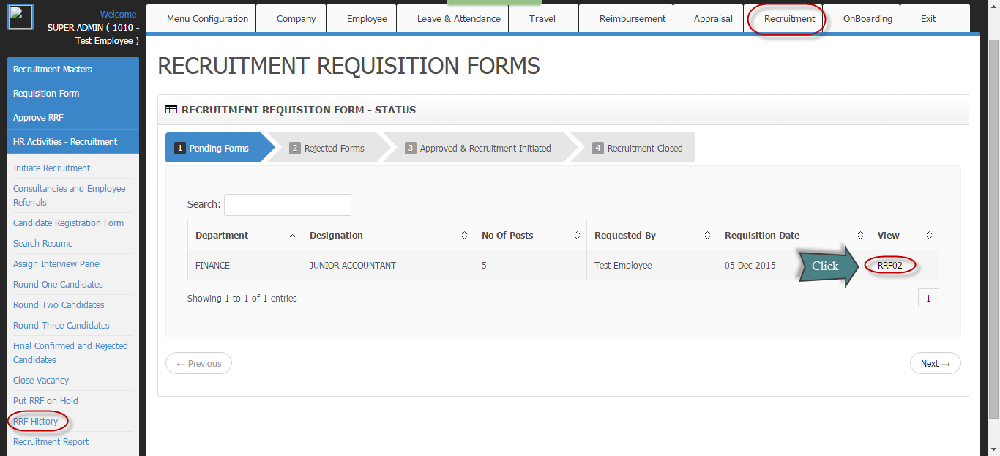 Welcome
SUPER ADMIN ( 1010 -
Test Employee )
Menu Configuration
Company
Employee
Leave & Attendance
Travel
Reimbursement
Appraisal
Recruitment
OnBoarding
Exit
Recruitment Masters
Requisition Form
Approve RRF
HR Activities - Recruitment
Initiate Recruitment
Consultancies and Employee
Referrals
Candidate Registration Form
Search Resume
Assign Interview Panel
Round One Candidates
Round Two Candidates
Round Three Candidates
Final Confirmed and Rejected
Candidates
Close Vacancy
Put RRF on Hold
RRF History
Recruitment Report
RECRUITMENT REQUISITION FORMS
RECRUITMENT REQUISITON FORM - STATUS
1 Pending Forms
2 Rejected Forms
3 Approved & Recruitment Initiated
4 Recruitment Closed
Search:
Department Designation No Of Posts Requested By Requisition Date View
FINANCE JUNIOR ACCOUNTANT 5 Test Employee 05 Dec 2015 Click RRF02
Showing 1 to 1 of 1 entries
1
← Previous
Next →